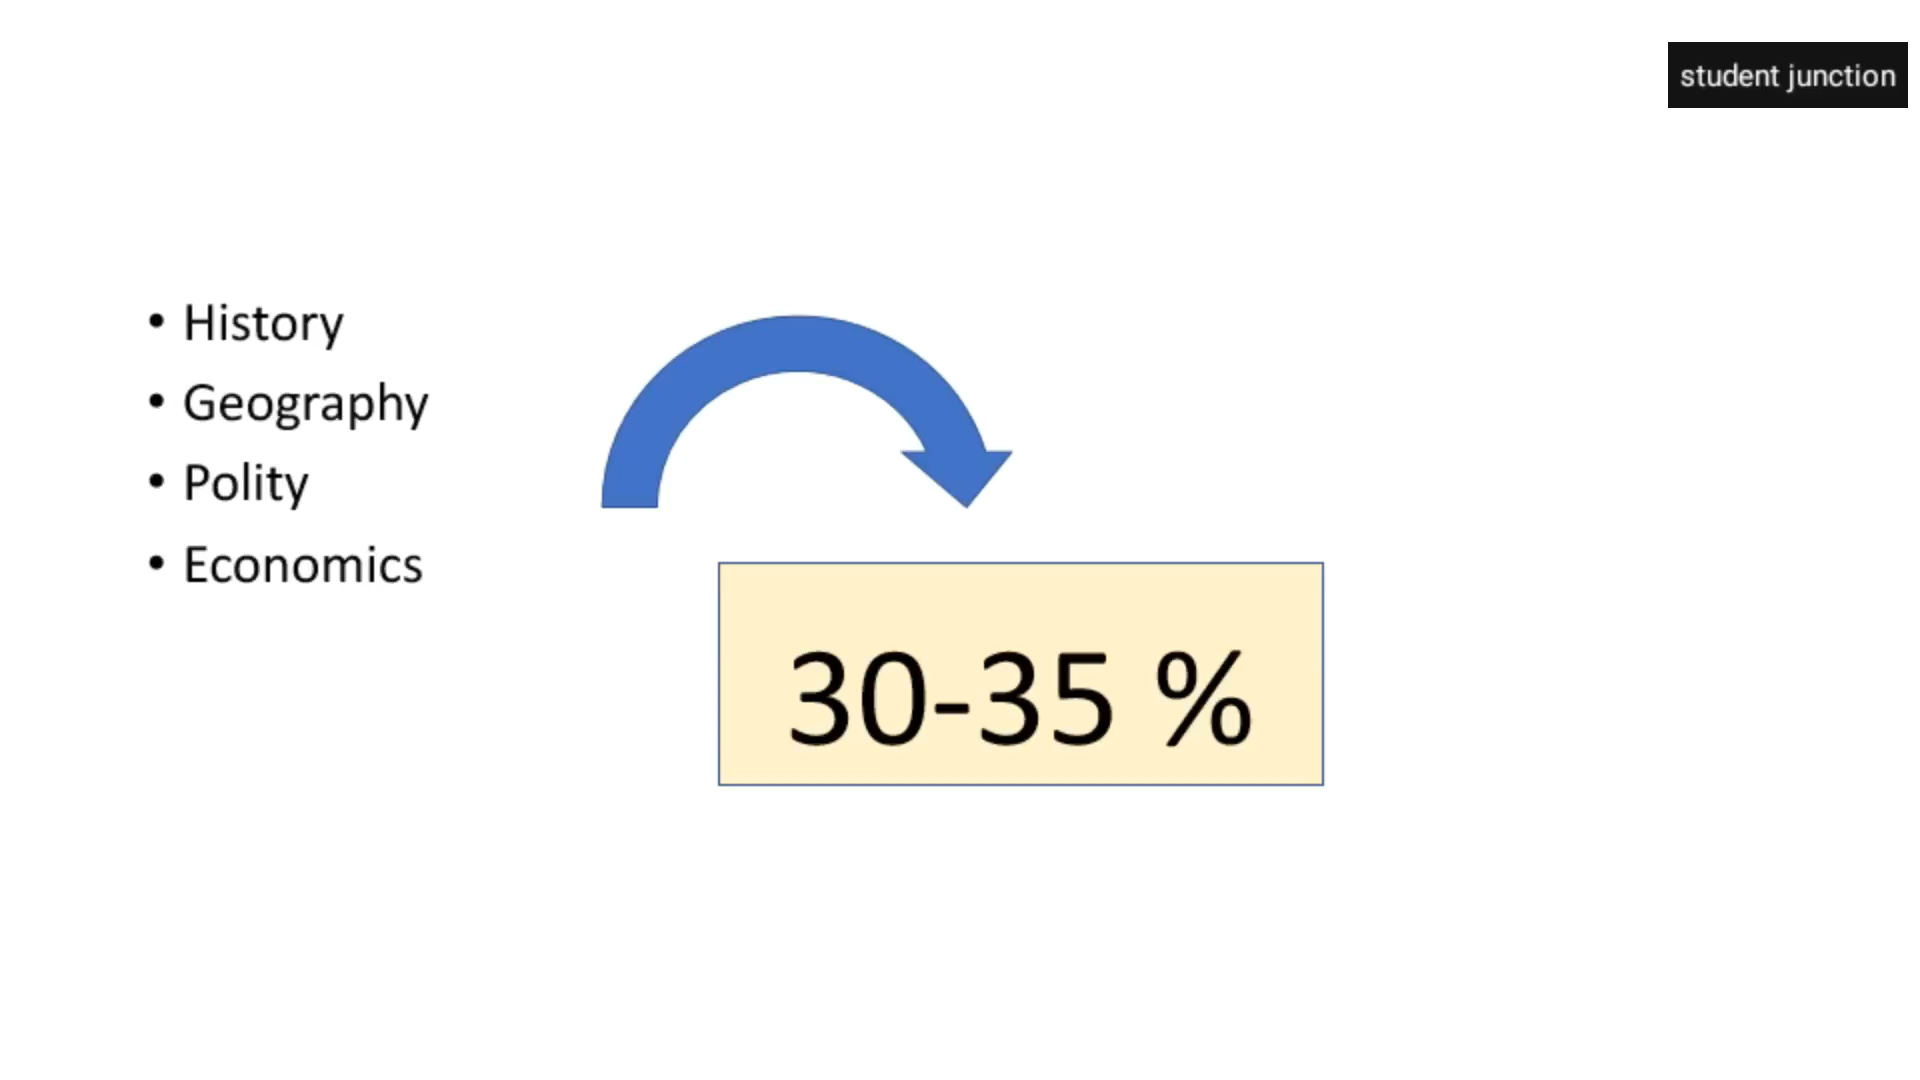 student junction
• History
• Geography
• Polity
• Economics
30-35 %